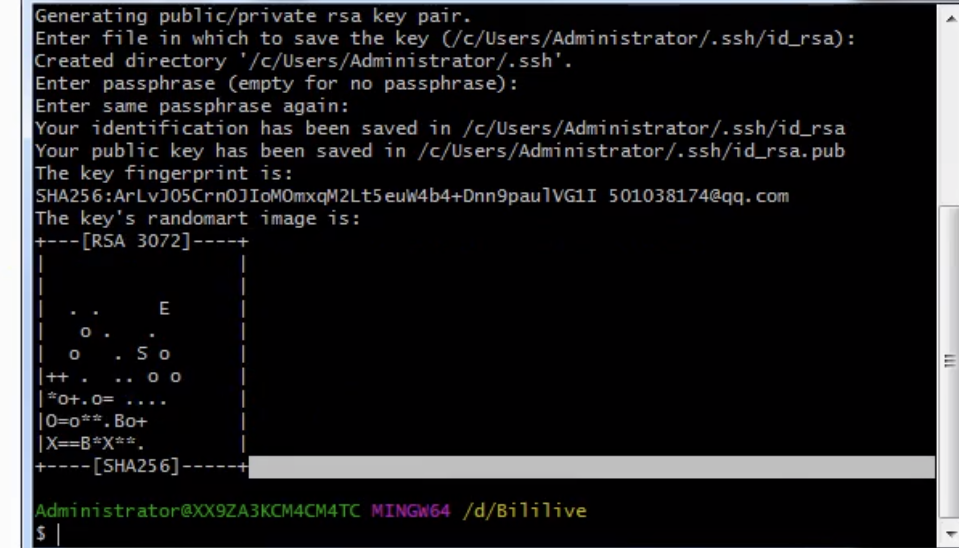 Generating public/private rsa key pair.
Enter file in which to save the key (/c/Users/Administrator/.ssh/id_rsa):
Created directory '/c/Users/Administrator/.ssh'.
Enter passphrase (empty for no passphrase):
Enter same passphrase again:
Your identification has been saved in /c/Users/Administrator/.ssh/id_rsa
Your public key has been saved in /c/Users/Administrator/.ssh/id_rsa.pub
The key fingerprint is:
SHA256:ArLvJO5CrnOJIoMOmxqM2Lt5euW4b4+Dnn9paulVG1I 501038174@qq.com
The key's randomart image is:
+---[RSA 3072]----+
|                 |
|                 |
|  . .     E      |
|   o .   .       |
|  o   . S o      |
|++ .  .. o o     |
|*o+.o= ....      |
|O=o**.Bo+        |
|X==B*X**.        |
+----[SHA256]-----+
Administrator@XX9ZA3KCM4CM4TC MINGW64 /d/Bililive
$